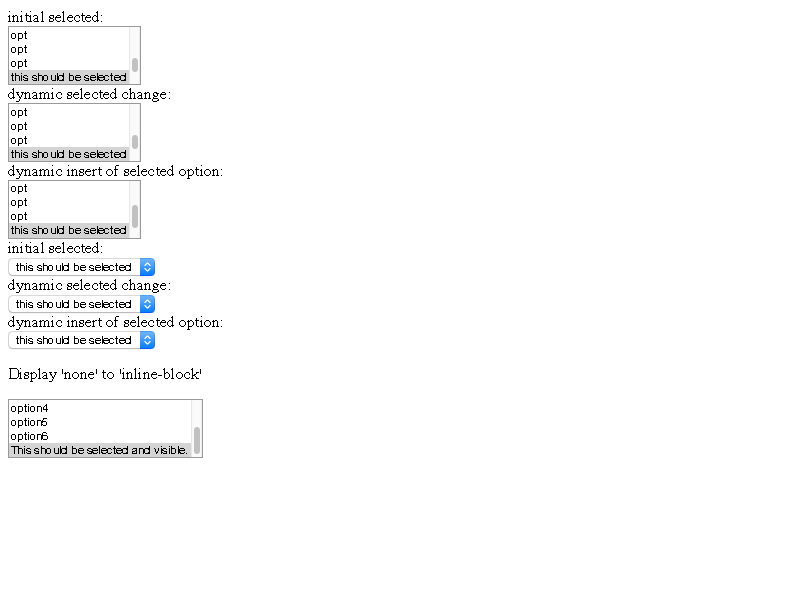 initial selected:
opt
opt
opt
this should be selected
dynamic selected change:
opt
opt
opt
this should be selected
dynamic insert of selected option:
opt
opt
opt
this should be selected
initial selected:
this should be selected
dynamic selected change:
this should be selected
dynamic insert of selected option:
this should be selected
Display 'none' to 'inline-block'
option4
option5
option6
This should be selected and visible.